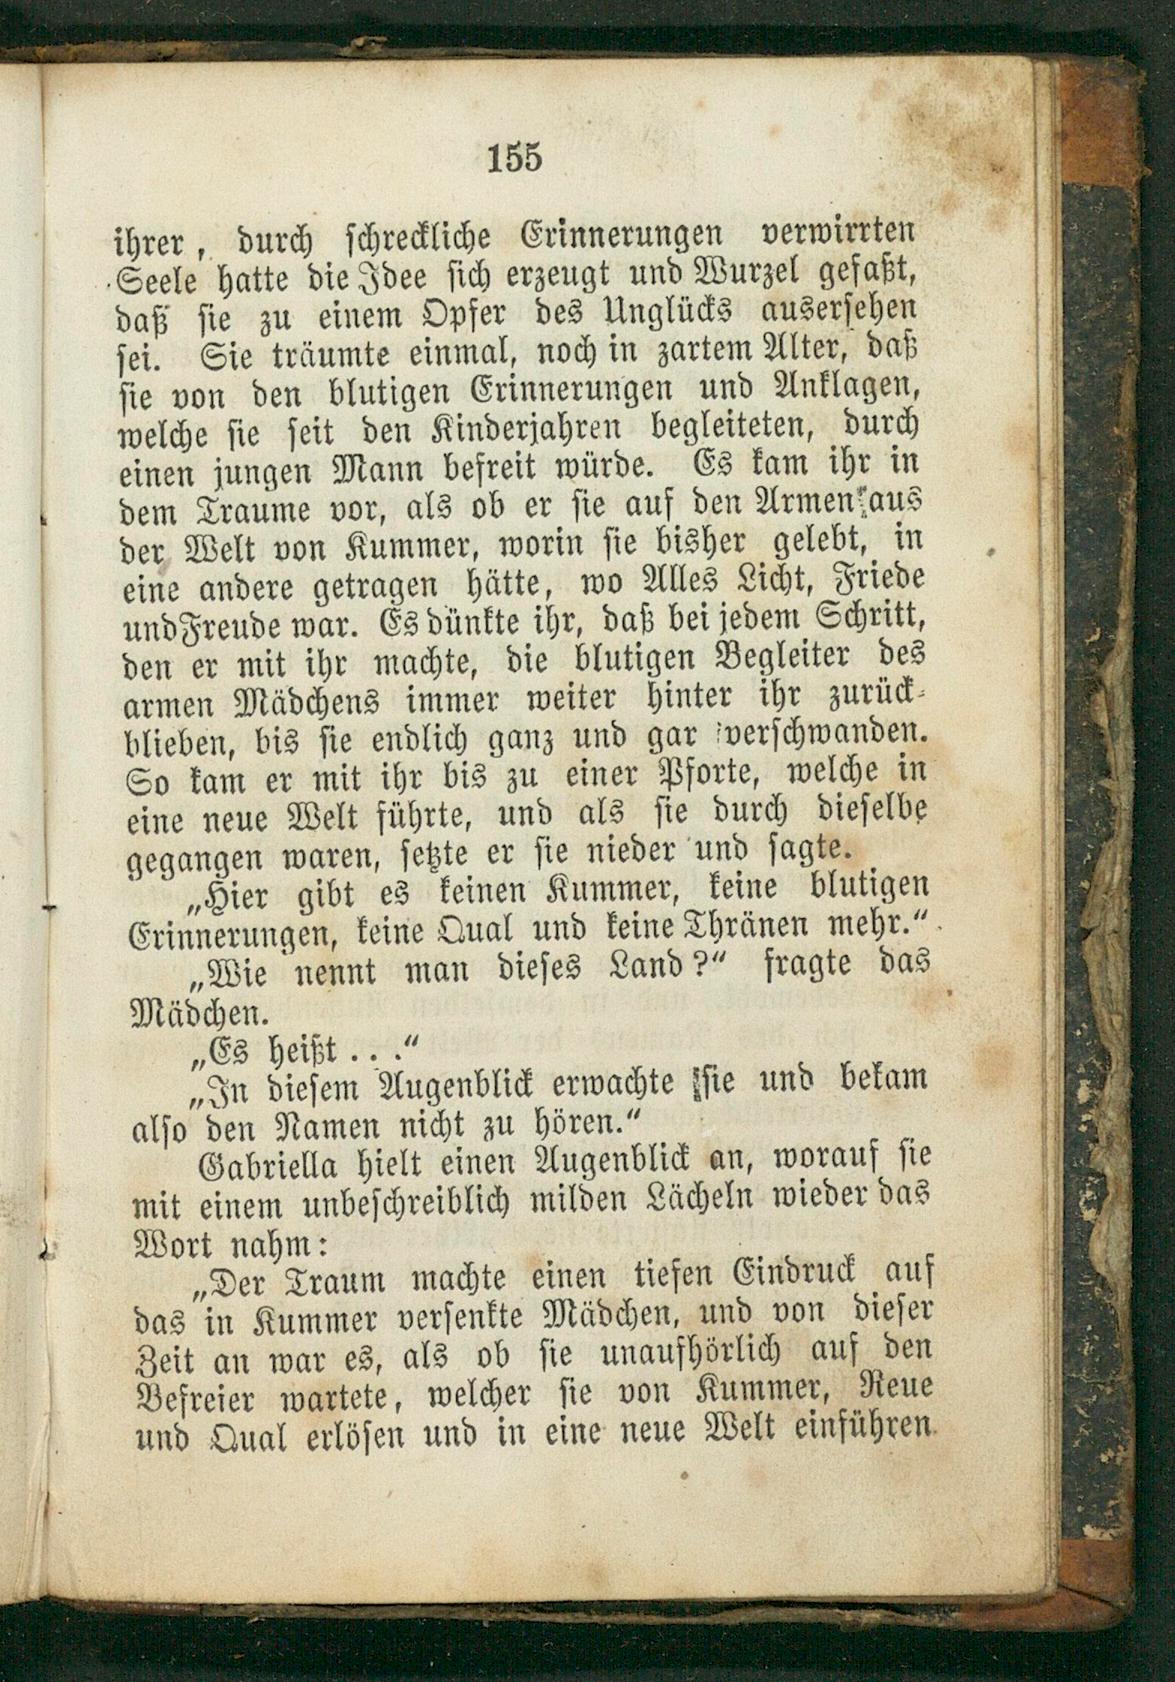 155
ihrer, durch schreckliche Erinnerungen verwirrten
Seele hatte die Idee sich erzeugt und Wurzel gefaßt,
daß sie zu einem Opfer des Unglücks ausersehen
sei. Sie träumte einmal, noch in zartem Alter, daß
sie von den blutigen Erinnerungen und Anklagen,
welche sie seit den Kinderjahren begleiteten, durch
einen jungen Mann befreit würde. Es kam ihr in
dem Traume vor, als ob er sie auf den Armen aus
der Welt von Kummer, worin sie bisher gelebt, in
eine andere getragen hätte, wo Alles Licht, Friede
und Freude war. Es dünkte ihr, daß bei jedem Schritt,
den er mit ihr machte, die blutigen Begleiter des
armen Mädchens immer weiter hinter ihr zurück-
blieben, bis sie endlich ganz und gar verschwanden.
So kam er mit ihr bis zu einer Pforte, welche in
eine neue Welt führte, und als sie durch dieselbe
gegangen waren, setzte er sie nieder und sagte.
„Hier gibt es keinen Kummer, keine blutigen
Erinnerungen, keine Qual und keine Thränen mehr.“
„Wie nennt man dieses Land?“ fragte das
Mädchen.
„Es heißt . . .“
„In diesem Augenblick erwachte sie und bekam
also den Namen nicht zu hören.“
Gabriella hielt einen Augenblick an, worauf sie
mit einem unbeschreiblich milden Lächeln wieder das
Wort nahm:
„Der Traum machte einen tiefen Eindruck auf
das in Kummer versenkte Mädchen, und von dieser
Zeit an war es, als ob sie unaufhörlich auf den
Befreier wartete, welcher sie von Kummer, Reue
und Qual erlösen und in eine neue Welt einführen